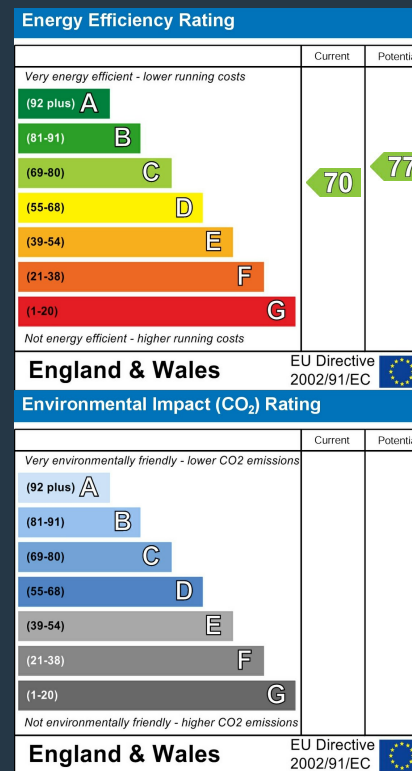 Energy Efficiency Rating
Current Potentia
Very energy efficient - lower running costs
(92 plus) A
(81-91) B
(69-80) C
(55-68) D
(39-54) E
(21-38) F
(1-20) G
70 77
Not energy efficient - higher running costs
England & Wales
EU Directive
2002/91/EC
Environmental Impact (CO₂) Rating
Current Potentia
Very environmentally friendly - lower CO2 emissions
(92 plus) A
(81-91) B
(69-80) C
(55-68) D
(39-54) E
(21-38) F
(1-20) G
Not environmentally friendly - higher CO2 emissions
England & Wales
EU Directive
2002/91/EC